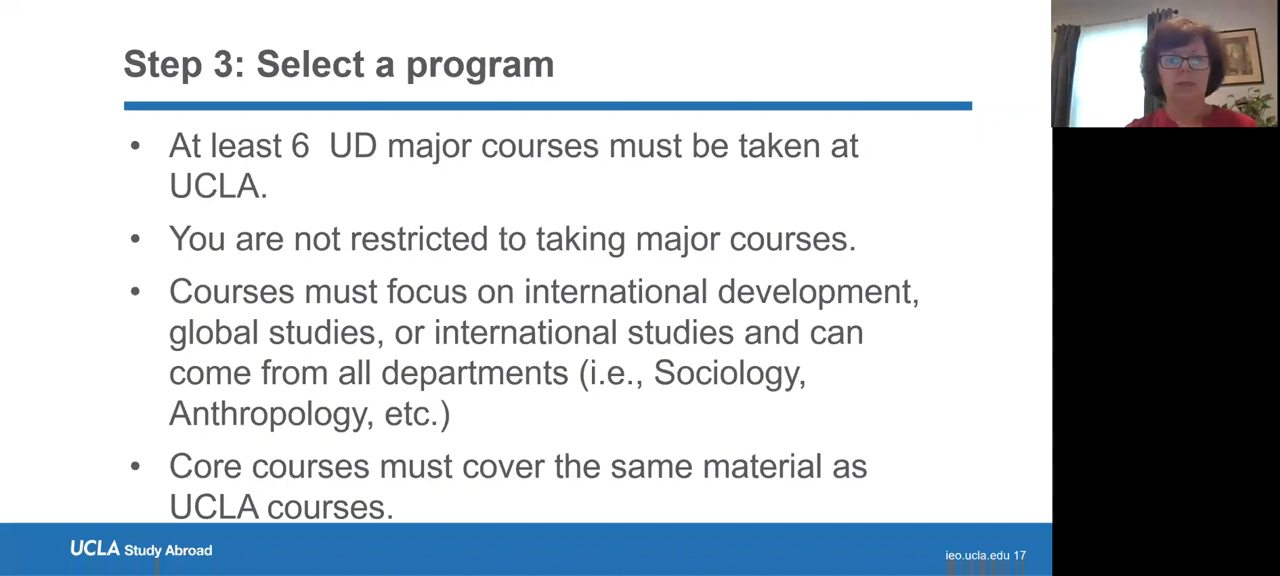 Step 3: Select a program
• At least 6 UD major courses must be taken at
UCLA.
• You are not restricted to taking major courses.
• Courses must focus on international development,
global studies, or international studies and can
come from all departments (i.e., Sociology,
Anthropology, etc.)
• Core courses must cover the same material as
UCLA courses.
UCLA Study Abroad
ieo.ucla.edu 17